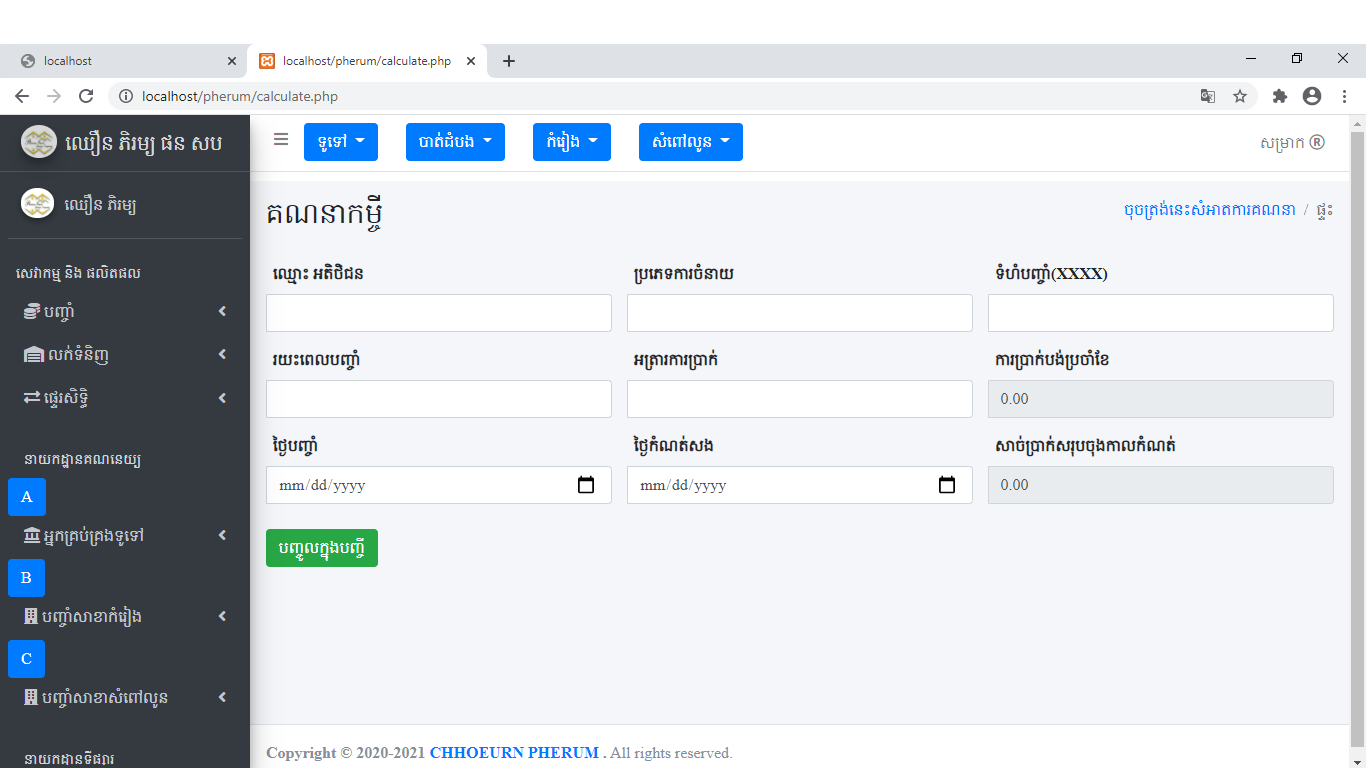 localhost
localhost/pherum/calculate.php
localhost/pherum/calculate.php
ឈឿន ភិរម្យ ផន សប
ឈឿន ភិរម្យ
សេវាកម្ម និង ផលិតផល
បញ្ចាំ
លក់ទំនិញ
ផ្ទេរសិទ្ធិ
នាយកដ្ឋានគណនេយ្យ
A
អ្នកគ្រប់គ្រងទូទៅ
B
បញ្ចាំសាខាកំរៀង
C
បញ្ចាំសាខាសំពៅលូន
នាយកដ្ឋានទីផ្សារ
ទូទៅ
បាត់ដំបង
កំរៀង
សំពៅលូន
សម្រាក ®
គណនាកម្ចី
ចុចត្រង់នេះសំអាតការគណនា / ផ្ទះ
ឈ្មោះ អតិថិជន
ប្រភេទការចំនាយ
ទំហំបញ្ចាំ(XXXX)
រយះពេលបញ្ចាំ
អត្រារការប្រាក់
ការប្រាក់បង់ប្រចាំខែ
0.00
ថ្ងៃបញ្ចាំ
ថ្ងៃកំណត់សង
សាច់ប្រាក់សរុបចុងកាលកំណត់
mm/dd/yyyy
mm/dd/yyyy
0.00
បញ្ចូលក្នុងបញ្ចី
Copyright © 2020-2021 CHHOEURN PHERUM . All rights reserved.